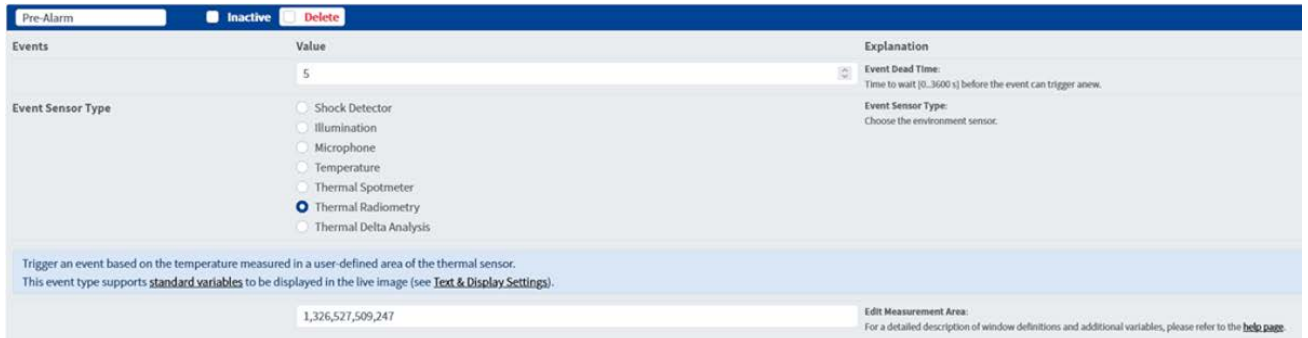 Pre-Alarm Inactive Delete
Events Value Explanation
5 Event Dead Time:
Time to wait [0..3600 s] before the event can trigger anew.
Event Sensor Type Shock Detector Event Sensor Type:
Illumination Choose the environment sensor.
Microphone
Temperature
Thermal Spotmeter
Thermal Radiometry
Thermal Delta Analysis
Trigger an event based on the temperature measured in a user-defined area of the thermal sensor.
This event type supports standard variables to be displayed in the live image (see Text & Display Settings).
1,326,527,509,247 Edit Measurement Area:
For a detailed description of window definitions and additional variables, please refer to the help page.